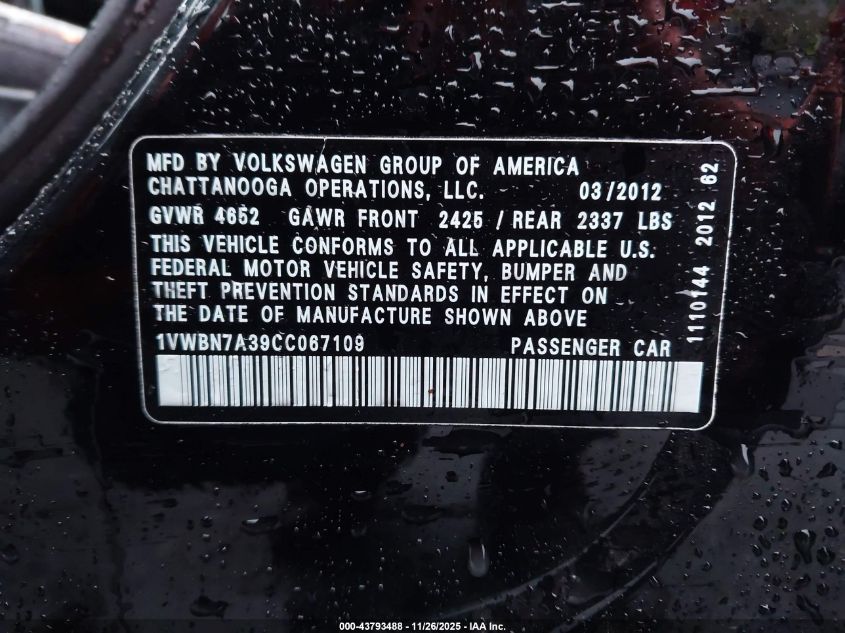 MFD BY VOLKSWAGEN GROUP OF AMERICA
CHATTANOOGA OPERATIONS, LLC. 03/2012
GVWR 4652 GAWR FRONT 2425 / REAR 2337 LBS
THIS VEHICLE CONFORMS TO ALL APPLICABLE U.S.
FEDERAL MOTOR VEHICLE SAFETY, BUMPER AND
THEFT PREVENTION STANDARDS IN EFFECT ON
THE DATE OF MANUFACTURE SHOWN ABOVE
1VWBN7A39CC067109 PASSENGER CAR
1110144 2012 62
000-43793488 - 11/26/2025 - IAA Inc.